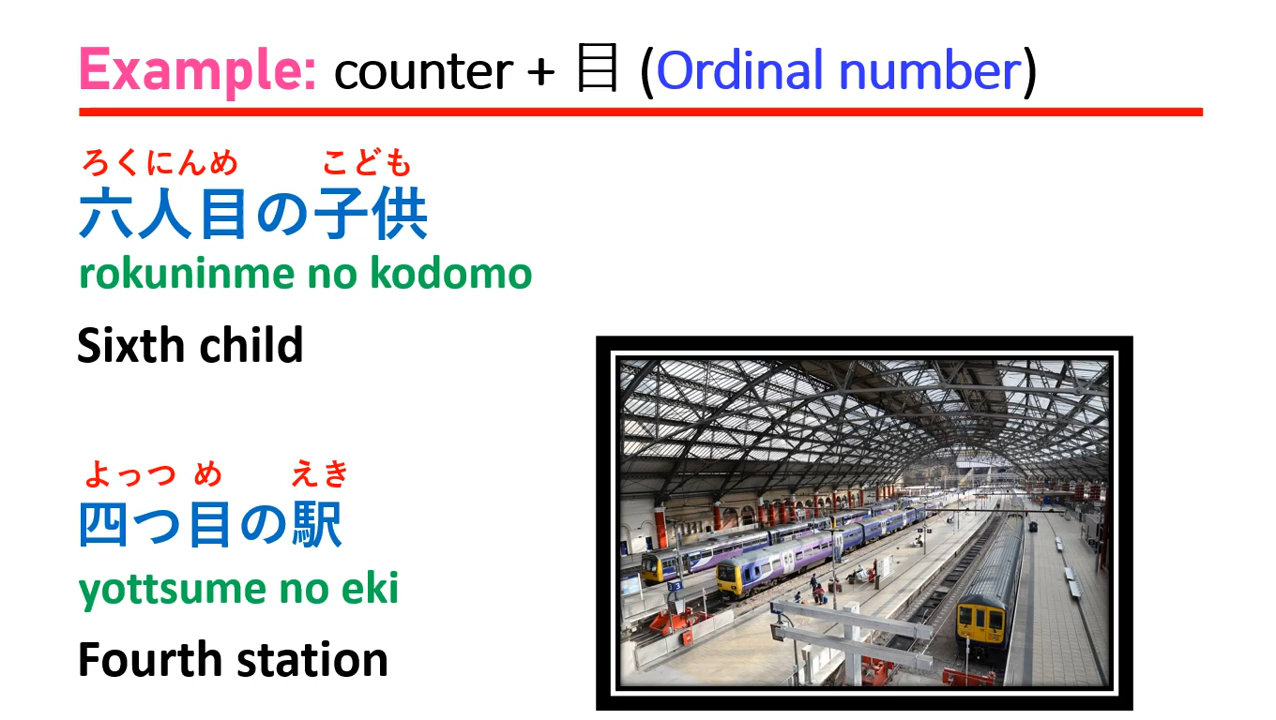 Example: counter + 目 (Ordinal number)
ろくにんめ こども
六人目の子供
rokuninme no kodomo
Sixth child
よっつ め えき
四つ目の駅
yottsume no eki
Fourth station